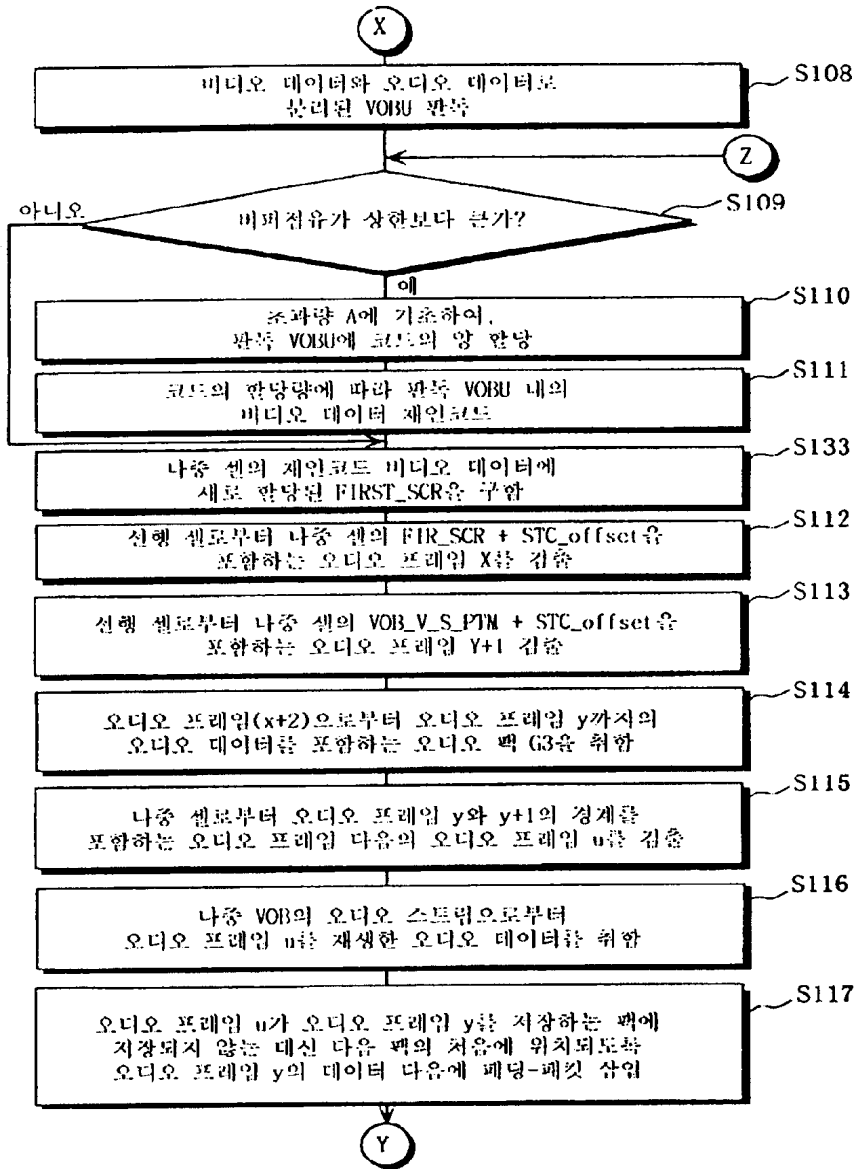 X
비디오 데이터와 오디오 데이터로
분리된 VOBU 판독
S108
Z
버퍼점유가 상한보다 큰가?
S109
아니오
예
초과량 A에 기초하여,
판독 VOBU에 코드의 양 할당
S110
코드의 할당량에 따라 판독 VOBU 내의
비디오 데이터 재인코드
S111
나중 셀의 재인코드 비디오 데이터에
새로 할당된 FIRST_SCR을 구함
S133
선행 셀로부터 나중 셀의 FIR_SCR + STC_offset을
포함하는 오디오 프레임 X를 검출
S112
선행 셀로부터 나중 셀의 VOB_V_S_PTM + STC_offset을
포함하는 오디오 프레임 Y+1 검출
S113
오디오 프레임(x+2)으로부터 오디오 프레임 y까지의
오디오 데이터를 포함하는 오디오 팩 G3을 취함
S114
나중 셀로부터 오디오 프레임 y와 y+1의 경계를
포함하는 오디오 프레임 다음의 오디오 프레임 u를 검출
S115
나중 VOB의 오디오 스트림으로부터
오디오 프레임 u를 재생한 오디오 데이터를 취함
S116
오디오 프레임 u가 오디오 프레임 y를 저장하는 팩에
저장되지 않는 대신 다음 팩의 처음에 위치되도록
오디오 프레임 y의 데이터 다음에 패딩-패킷 삽입
S117
Y